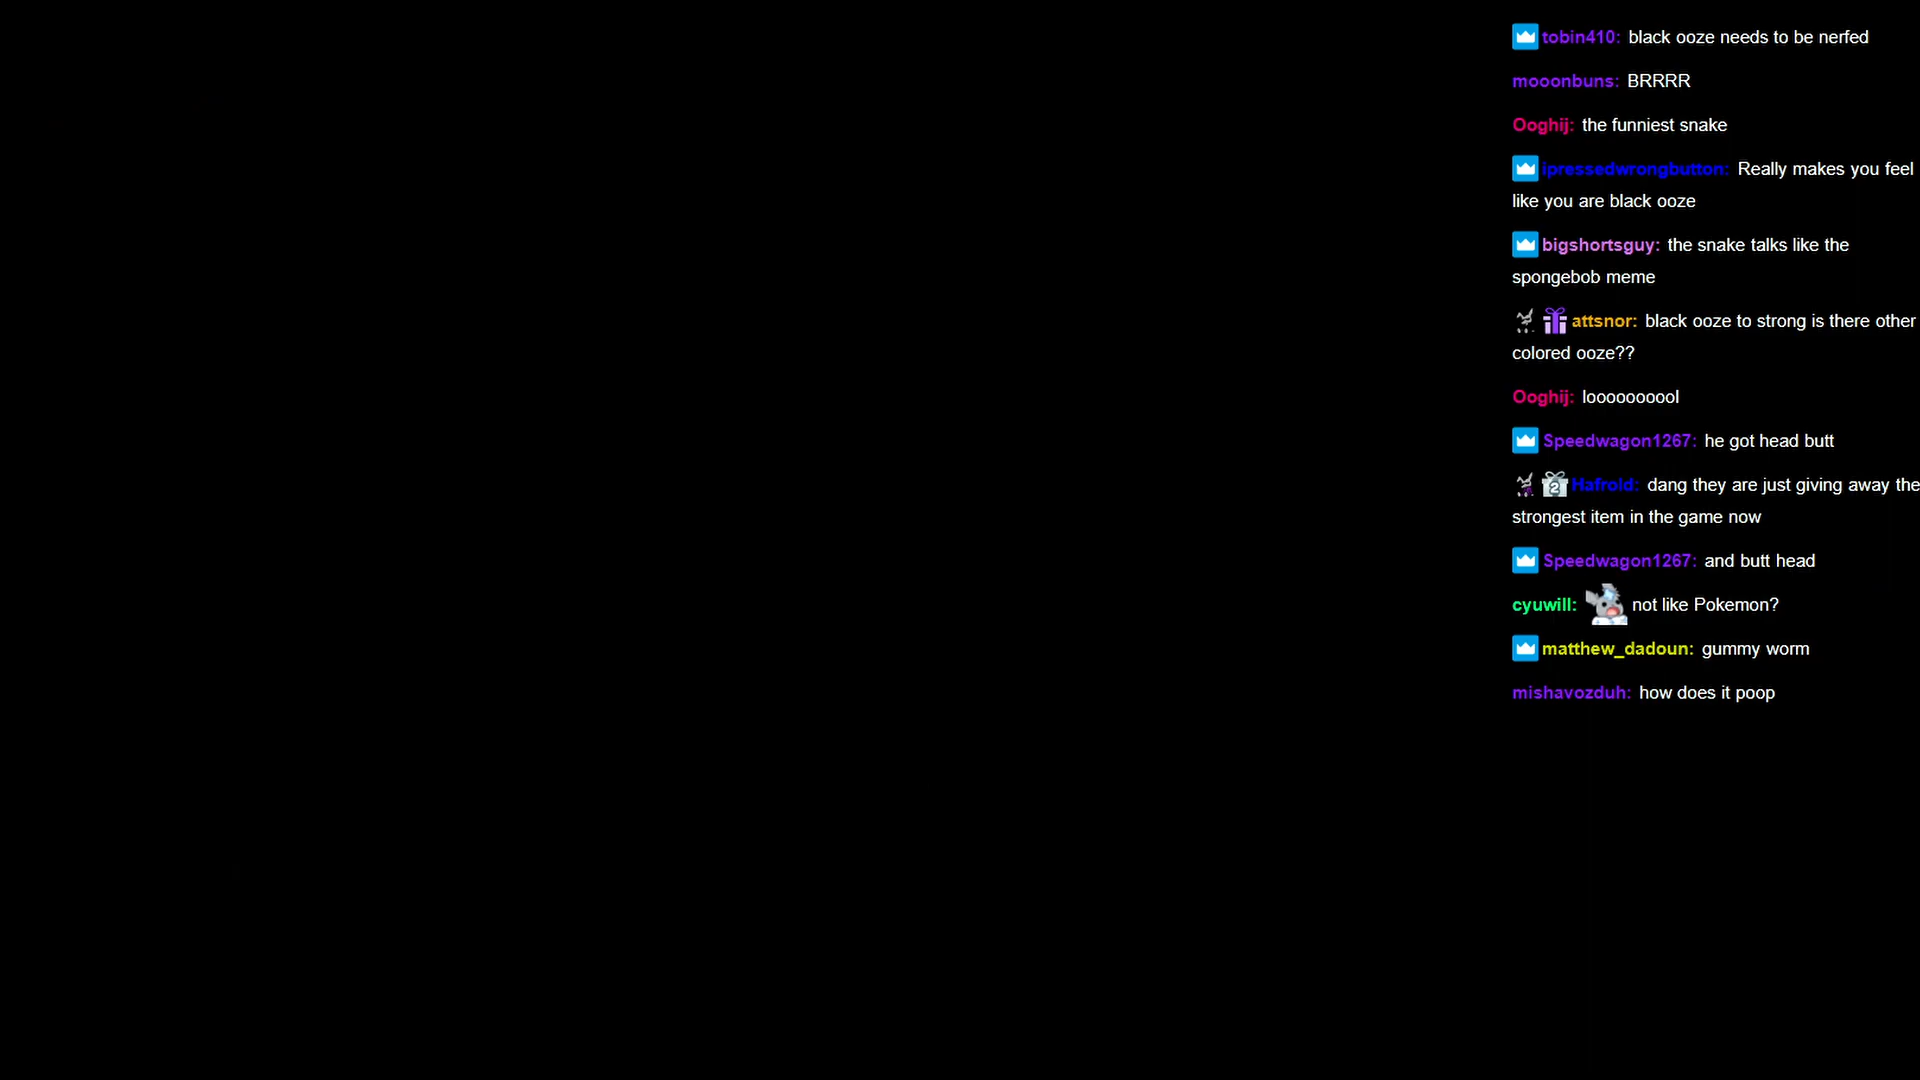 tobin410: black ooze needs to be nerfed
mooonbuns: BRRRR
Ooghij: the funniest snake
ipressedwrongbutton: Really makes you feel
like you are black ooze
bigshortsguy: the snake talks like the
spongebob meme
attsnor: black ooze to strong is there other
colored ooze??
Ooghij: loooooooool
Speedwagon1267: he got head butt
2 Hafrold: dang they are just giving away the
strongest item in the game now
Speedwagon1267: and butt head
cyuwill: not like Pokemon?
matthew_dadoun: gummy worm
mishavozduh: how does it poop